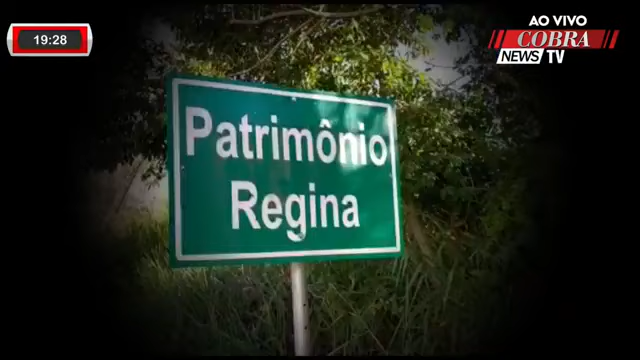 19:28
AO VIVO
COBRA
NEWS TV
Patrimônio
Regina